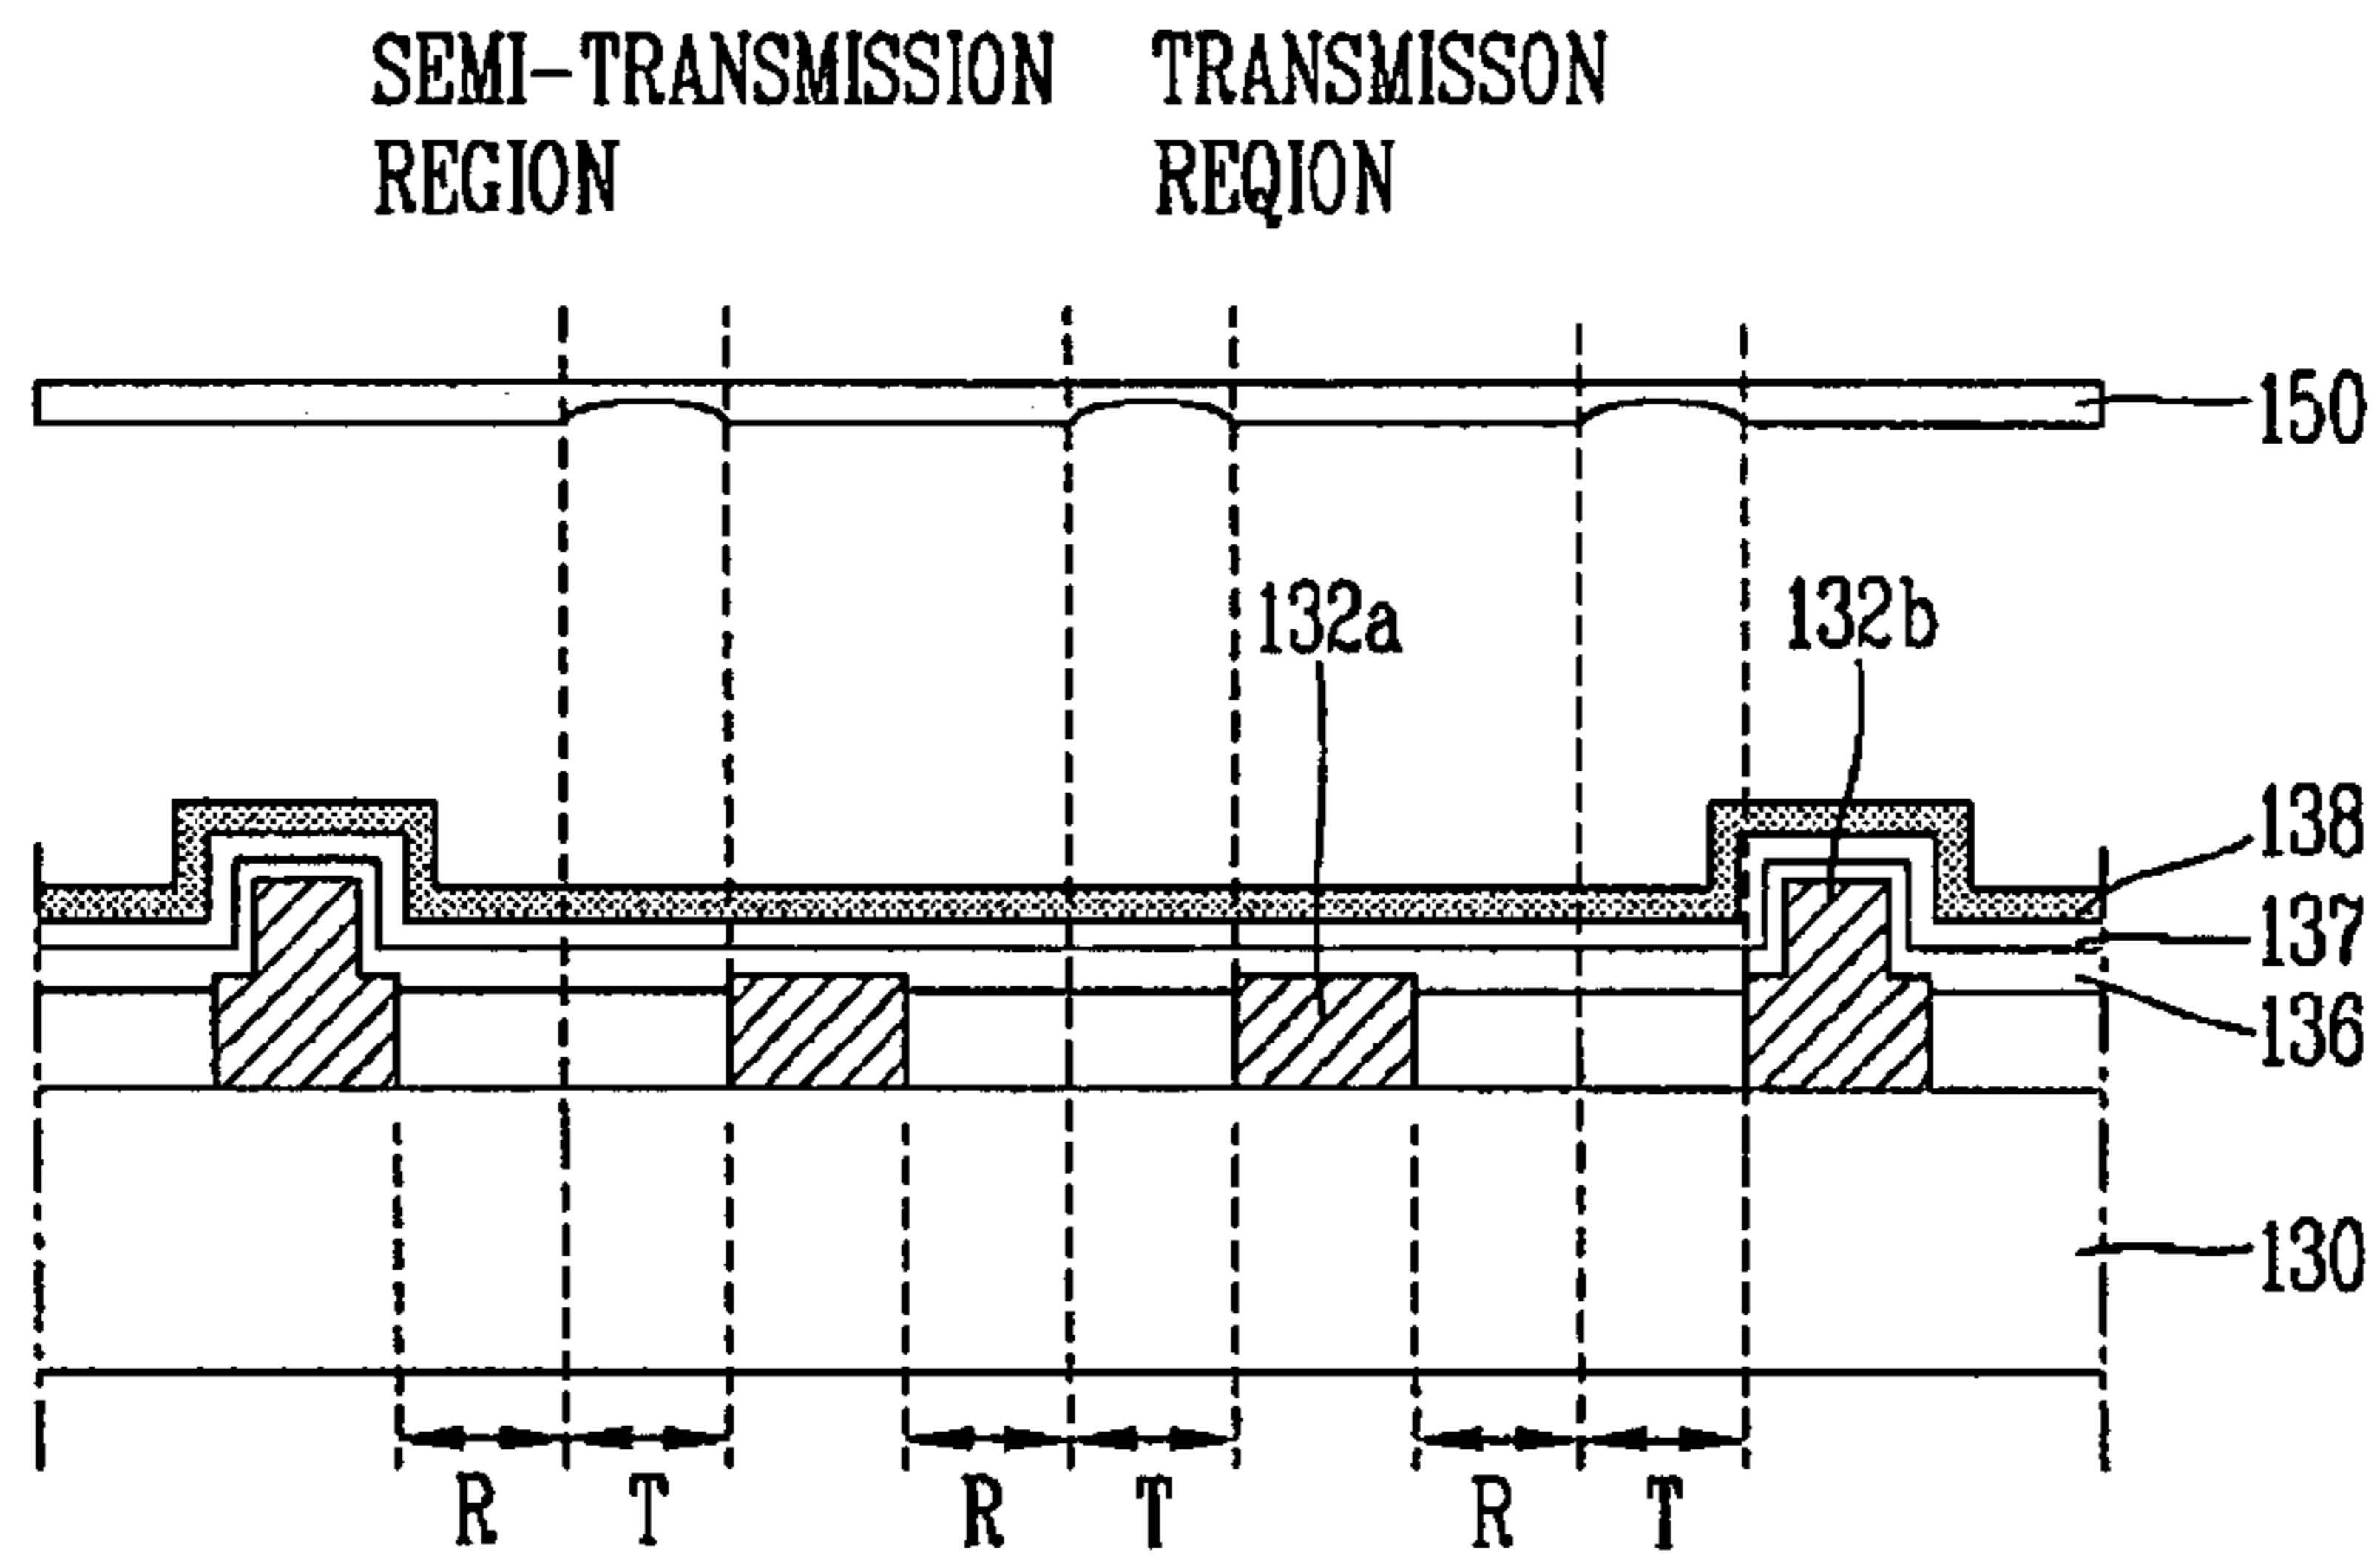 SEMI-TRANSMISSION
REGION
TRANSMISSON
REQION
150
132a
132b
138
137
136
130
R T R T R T